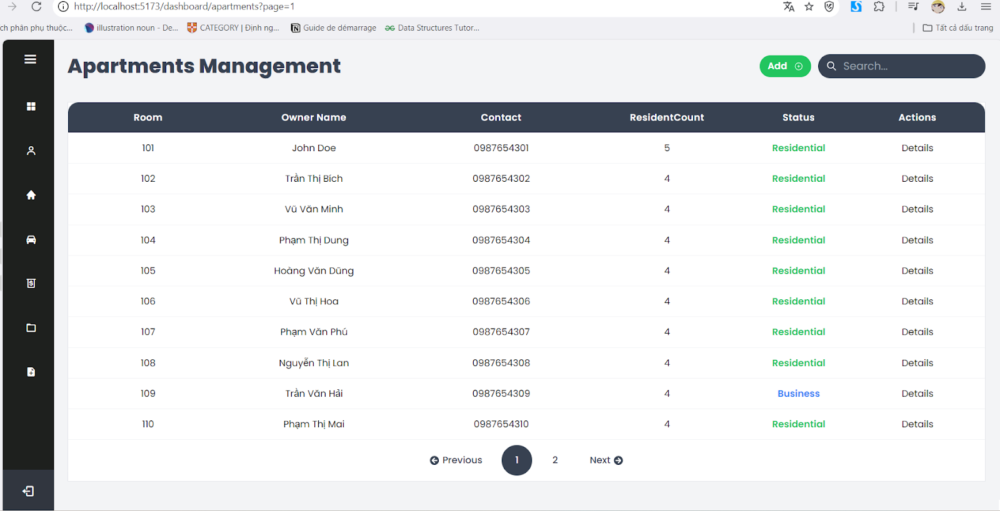 http://localhost:5173/dashboard/apartments?page=1
ch phân phụ thuộc... illustration noun - De... CATEGORY | Định ng... Guide de démarrage Data Structures Tutor... Tất cả dấu trang
Apartments Management Add Search...
Room Owner Name Contact ResidentCount Status Actions
101 John Doe 0987654301 5 Residential Details
102 Trần Thị Bích 0987654302 4 Residential Details
103 Vũ Văn Minh 0987654303 4 Residential Details
104 Phạm Thị Dung 0987654304 4 Residential Details
105 Hoàng Văn Dũng 0987654305 4 Residential Details
106 Vũ Thị Hoa 0987654306 4 Residential Details
107 Phạm Văn Phú 0987654307 4 Residential Details
108 Nguyễn Thị Lan 0987654308 4 Residential Details
109 Trần Văn Hải 0987654309 4 Business Details
110 Phạm Thị Mai 0987654310 4 Residential Details
Previous 1 2 Next